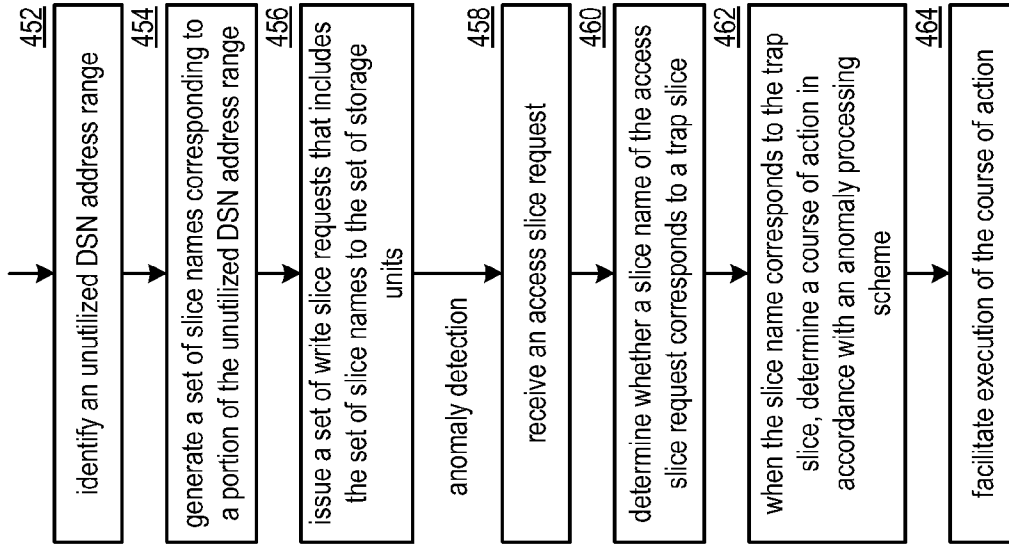 452
identify an unutilized DSN address range
454
generate a set of slice names corresponding to
a portion of the unutilized DSN address range
456
issue a set of write slice requests that includes
the set of slice names to the set of storage
units
anomaly detection
458
receive an access slice request
460
determine whether a slice name of the access
slice request corresponds to a trap slice
462
when the slice name corresponds to the trap
slice, determine a course of action in
accordance with an anomaly processing
scheme
464
facilitate execution of the course of action